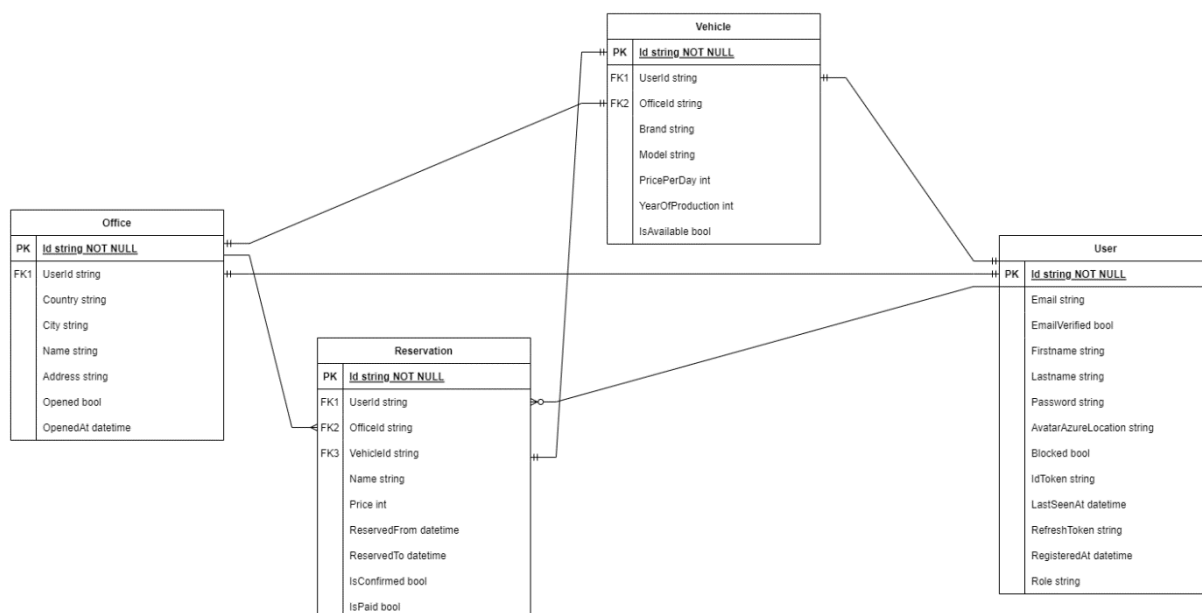 Vehicle
PK Id string NOT NULL
FK1 UserId string
FK2 OfficeId string
Brand string
Model string
PricePerDay int
YearOfProduction int
IsAvailable bool
Office
PK Id string NOT NULL
FK1 UserId string
Country string
City string
Name string
Address string
Opened bool
OpenedAt datetime
User
PK Id string NOT NULL
Email string
EmailVerified bool
Firstname string
Lastname string
Password string
AvatarAzureLocation string
Blocked bool
IdToken string
LastSeenAt datetime
RefreshToken string
RegisteredAt datetime
Role string
Reservation
PK Id string NOT NULL
FK1 UserId string
FK2 OfficeId string
FK3 VehicleId string
Name string
Price int
ReservedFrom datetime
ReservedTo datetime
IsConfirmed bool
IsPaid bool